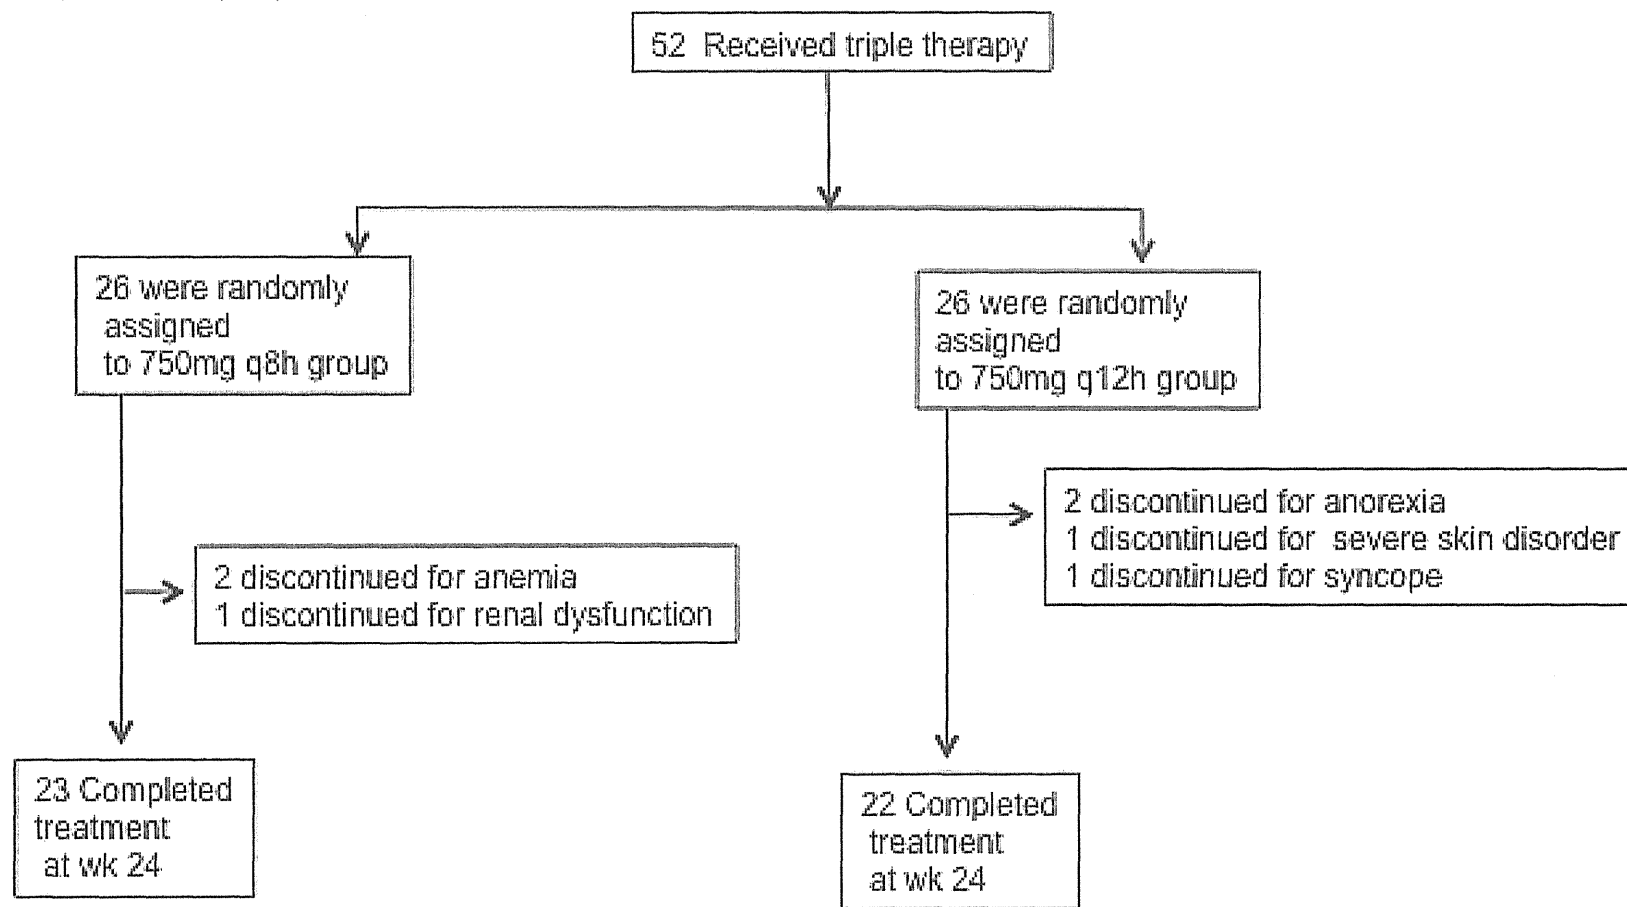 52 Received triple therapy
26 were randomly
assigned
to 750mg q8h group
26 were randomly
assigned
to 750mg q12h group
2 discontinued for anorexia
1 discontinued for severe skin disorder
1 discontinued for syncope
2 discontinued for anemia
1 discontinued for renal dysfunction
23 Completed
treatment
at wk 24
22 Completed
treatment
at wk 24